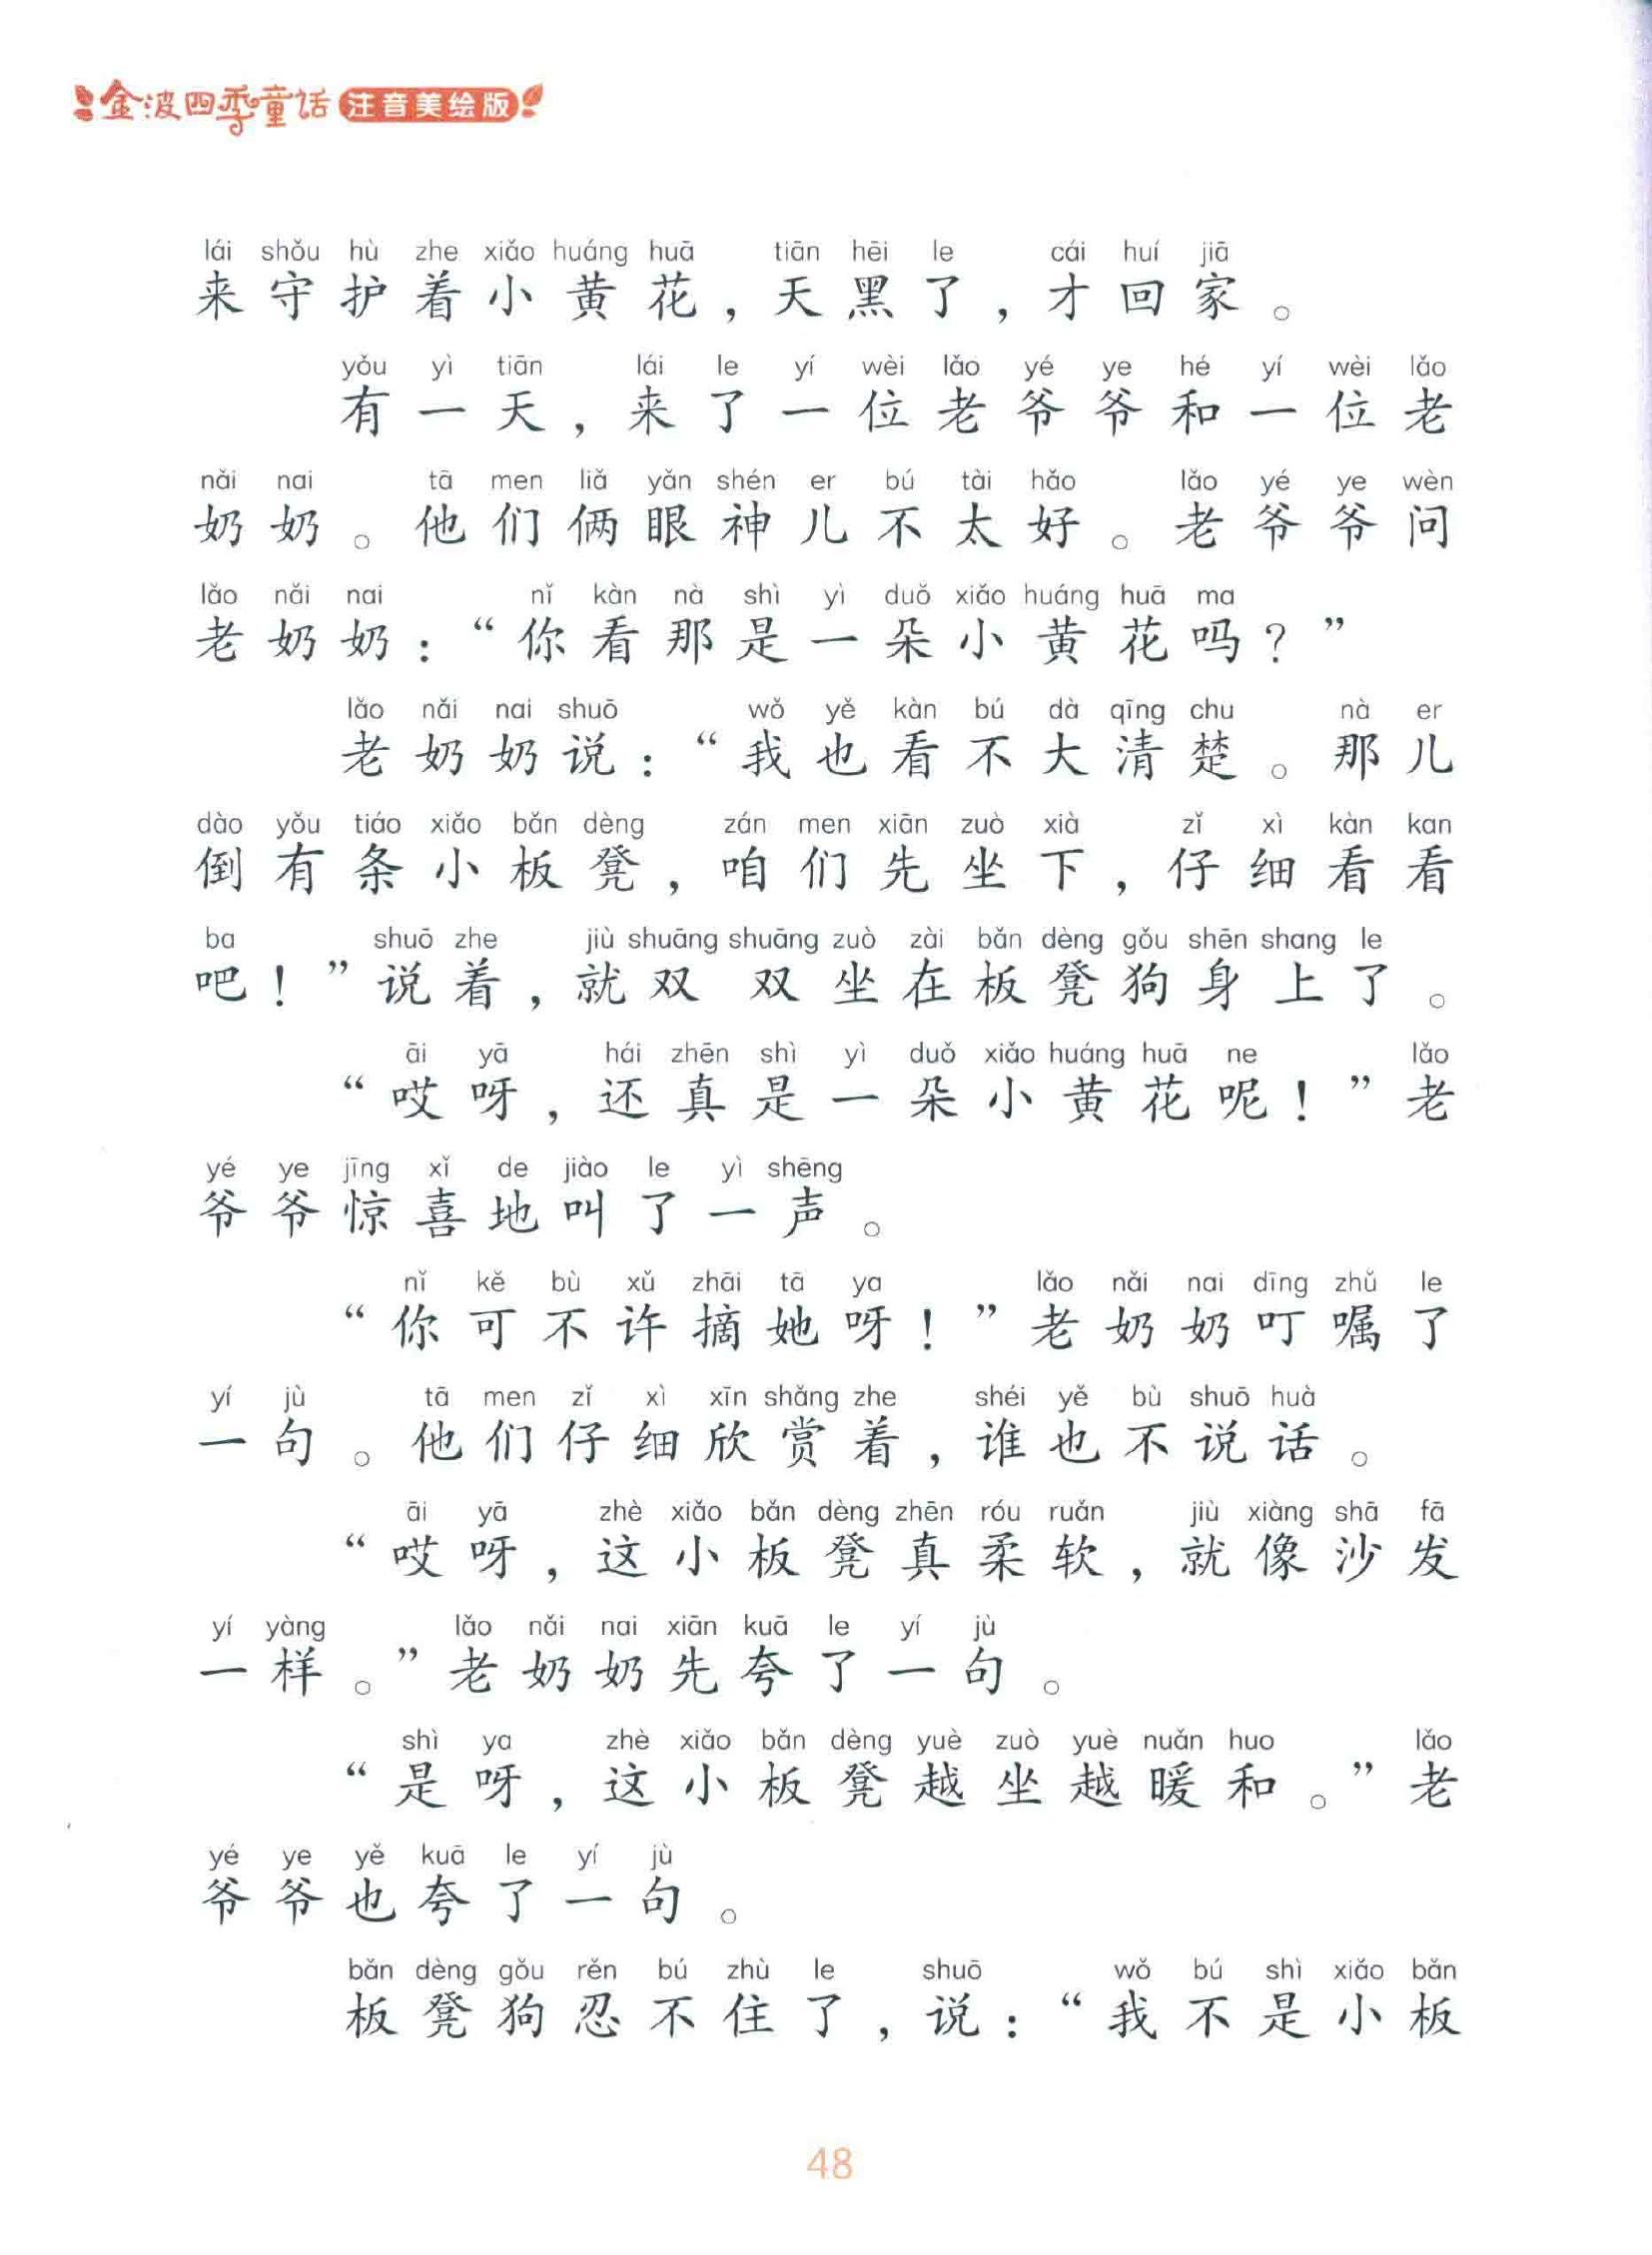 金波四季童话 注音美绘版
lái shǒu hù zhe xiǎo huáng huā tiān hēi le cái huí jiā
来守护着小黄花，天黑了，才回家。
yǒu yì tiān lái le yí wèi lǎo yé ye hé yí wèi lǎo
有一天，来了一位老爷爷和一位老
nǎi nai tā men liǎ yǎn shén er bú tài hǎo lǎo yé ye wèn
奶奶。他们俩眼神儿不太好。老爷爷问
lǎo nǎi nai nǐ kàn nà shì yì duǒ xiǎo huáng huā ma
老奶奶：“你看那是一朵小黄花吗？”
lǎo nǎi nai shuō wǒ yě kàn bú dà qīng chu nà er
老奶奶说：“我也看不大清楚。那儿
dào yǒu tiáo xiǎo bǎn dèng zán men xiān zuò xià zǐ xì kàn kan
倒有条小板凳，咱们先坐下，仔细看看
ba shuō zhe jiù shuāng shuāng zuò zài bǎn dèng gǒu shēn shang le
吧！”说着，就双双坐在板凳狗身上了。
āi yā hái zhēn shì yì duǒ xiǎo huáng huā ne lǎo
“哎呀，还真是一朵小黄花呢！”老
yé ye jīng xǐ de jiào le yì shēng
爷爷惊喜地叫了一声。
nǐ kě bù xǔ zhāi tā ya lǎo nǎi nai dīng zhǔ le
“你可不许摘她呀！”老奶奶叮嘱了
yí jù tā men zǐ xì xīn shǎng zhe shéi yě bù shuō huà
一句。他们仔细欣赏着，谁也不说话。
āi yā zhè xiǎo bǎn dèng zhēn róu ruǎn jiù xiàng shā fā
“哎呀，这小板凳真柔软，就像沙发
yí yàng lǎo nǎi nai xiān kuā le yí jù
一样。”老奶奶先夸了一句。
shì ya zhè xiǎo bǎn dèng yuè zuò yuè nuǎn huo lǎo
“是呀，这小板凳越坐越暖和。”老
yé ye yě kuā le yí jù
爷爷也夸了一句。
bǎn dèng gǒu rěn bú zhù le shuō wǒ bú shì xiǎo bǎn
板凳狗忍不住了，说：“我不是小板
48